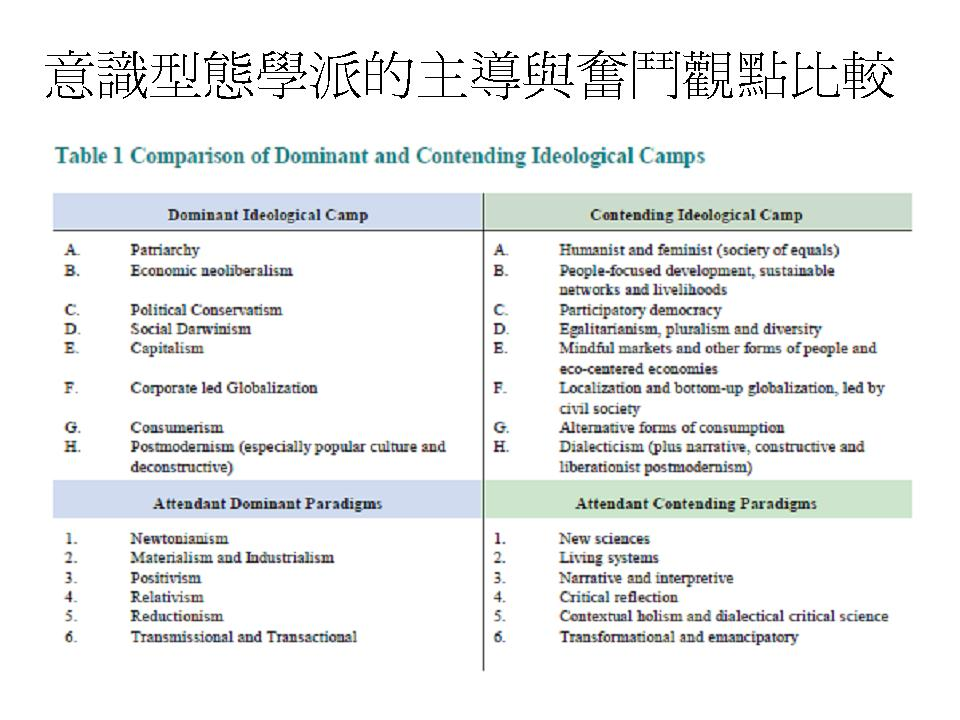 意識型態學派的主導與奮鬥觀點比較
Table 1 Comparison of Dominant and Contending Ideological Camps
Dominant Ideological Camp
A. Patriarchy
B. Economic neoliberalism
C. Political Conservatism
D. Social Darwinism
E. Capitalism
F. Corporate led Globalization
G. Consumerism
H. Postmodernism (especially popular culture and
deconstructive)
Contending Ideological Camp
A. Humanist and feminist (society of equals)
B. People-focused development, sustainable
networks and livelihoods
C. Participatory democracy
D. Egalitarianism, pluralism and diversity
E. Mindful markets and other forms of people and
eco-centered economies
F. Localization and bottom-up globalization, led by
civil society
G. Alternative forms of consumption
H. Dialecticism (plus narrative, constructive and
liberationist postmodernism)
Attendant Dominant Paradigms
1. Newtonianism
2. Materialism and Industrialism
3. Positivism
4. Relativism
5. Reductionism
6. Transmissional and Transactional
Attendant Contending Paradigms
1. New sciences
2. Living systems
3. Narrative and interpretive
4. Critical reflection
5. Contextual holism and dialectical critical science
6. Transformational and emancipatory